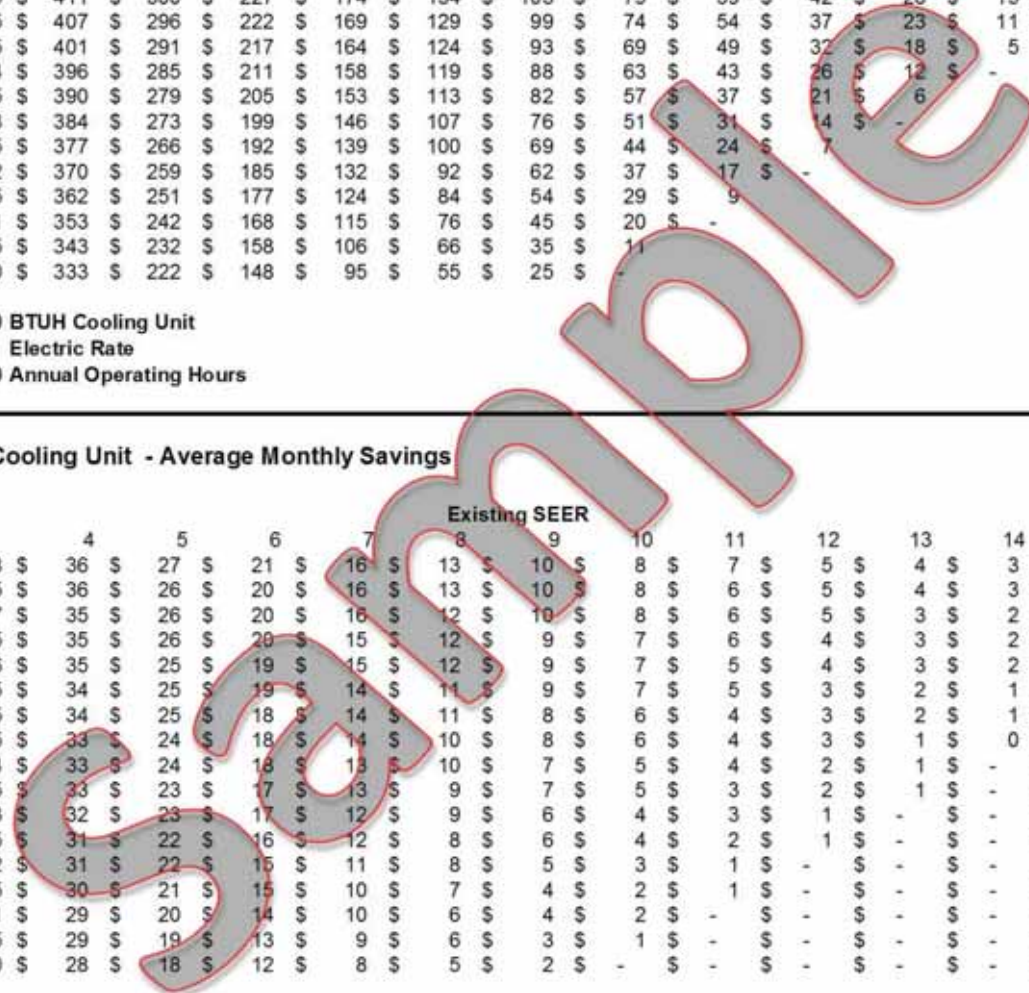 $ 407 $ 296 $ 222 $ 169 $ 129 $ 99 $ 74 $ 54 $ 37 $ 23 $ 11
$ 401 $ 291 $ 217 $ 164 $ 124 $ 93 $ 69 $ 49 $ 32 $ 18 $ 5
$ 396 $ 285 $ 211 $ 158 $ 119 $ 88 $ 63 $ 43 $ 26 $ 12 $ -
$ 390 $ 279 $ 205 $ 153 $ 113 $ 82 $ 57 $ 37 $ 21 $ 6
$ 384 $ 273 $ 199 $ 146 $ 107 $ 76 $ 51 $ 31 $ 14 $ -
$ 377 $ 266 $ 192 $ 139 $ 100 $ 69 $ 44 $ 24 $ 7
$ 370 $ 259 $ 185 $ 132 $ 92 $ 62 $ 37 $ 17 $ -
$ 362 $ 251 $ 177 $ 124 $ 84 $ 54 $ 29 $ 9
$ 353 $ 242 $ 168 $ 115 $ 76 $ 45 $ 20 $ -
$ 343 $ 232 $ 158 $ 106 $ 66 $ 35 $ 11
$ 333 $ 222 $ 148 $ 95 $ 55 $ 25 $ -
BTUH Cooling Unit
Electric Rate
Annual Operating Hours
Cooling Unit - Average Monthly Savings
Existing SEER
4 5 6 7 8 9 10 11 12 13 14
$ 36 $ 27 $ 21 $ 16 $ 13 $ 10 $ 8 $ 7 $ 5 $ 4 $ 3
$ 36 $ 26 $ 20 $ 16 $ 13 $ 10 $ 8 $ 6 $ 5 $ 4 $ 3
$ 35 $ 26 $ 20 $ 16 $ 12 $ 10 $ 8 $ 6 $ 5 $ 3 $ 2
$ 35 $ 26 $ 20 $ 15 $ 12 $ 9 $ 7 $ 6 $ 4 $ 3 $ 2
$ 35 $ 25 $ 19 $ 15 $ 12 $ 9 $ 7 $ 5 $ 4 $ 3 $ 2
$ 34 $ 25 $ 19 $ 14 $ 11 $ 9 $ 7 $ 5 $ 3 $ 2 $ 1
$ 34 $ 25 $ 18 $ 14 $ 11 $ 8 $ 6 $ 4 $ 3 $ 2 $ 1
$ 33 $ 24 $ 18 $ 14 $ 10 $ 8 $ 6 $ 4 $ 3 $ 1 $ 0
$ 33 $ 24 $ 18 $ 13 $ 10 $ 7 $ 5 $ 4 $ 2 $ 1 $ -
$ 33 $ 23 $ 17 $ 13 $ 9 $ 7 $ 5 $ 3 $ 2 $ 1 $ -
$ 32 $ 23 $ 17 $ 12 $ 9 $ 6 $ 4 $ 3 $ 1 $ - $ -
$ 31 $ 22 $ 16 $ 12 $ 8 $ 6 $ 4 $ 2 $ 1 $ - $ -
$ 31 $ 22 $ 15 $ 11 $ 8 $ 5 $ 3 $ 1 $ - $ - $ -
$ 30 $ 21 $ 15 $ 10 $ 7 $ 4 $ 2 $ 1 $ - $ - $ -
$ 29 $ 20 $ 14 $ 10 $ 6 $ 4 $ 2 $ - $ - $ - $ -
$ 29 $ 19 $ 13 $ 9 $ 6 $ 3 $ 1 $ - $ - $ - $ -
$ 28 $ 18 $ 12 $ 8 $ 5 $ 2 $ - $ - $ - $ - $ -
Sample